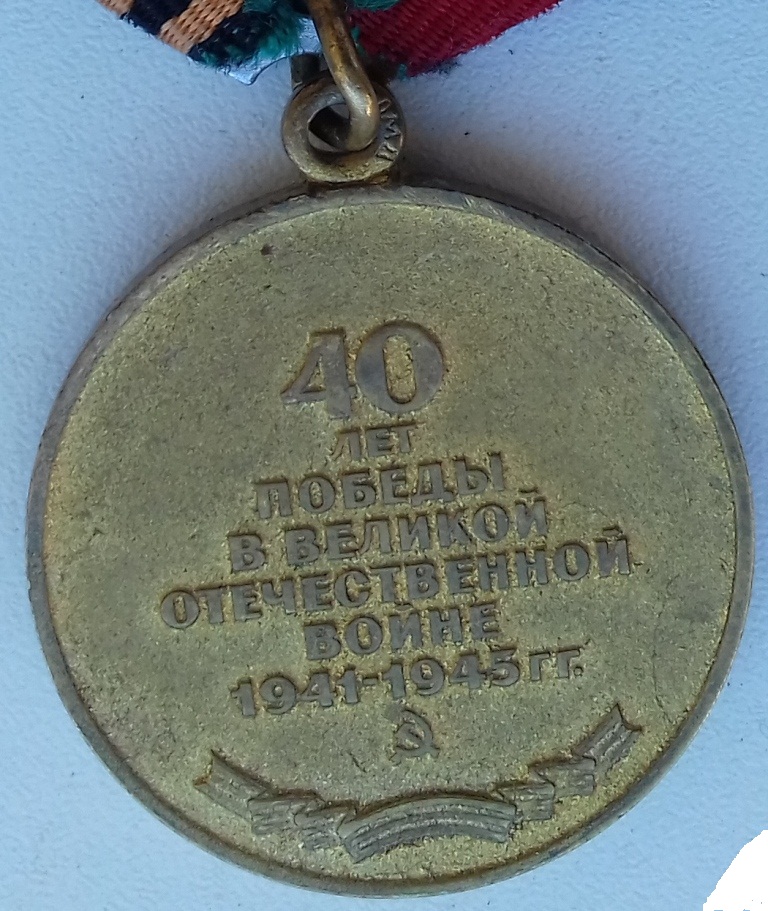 40
ЛЕТ
ПОБЕДЫ
В ВЕЛИКОЙ
ОТЕЧЕСТВЕННОЙ
ВОЙНЕ
1941-1945 ГГ.